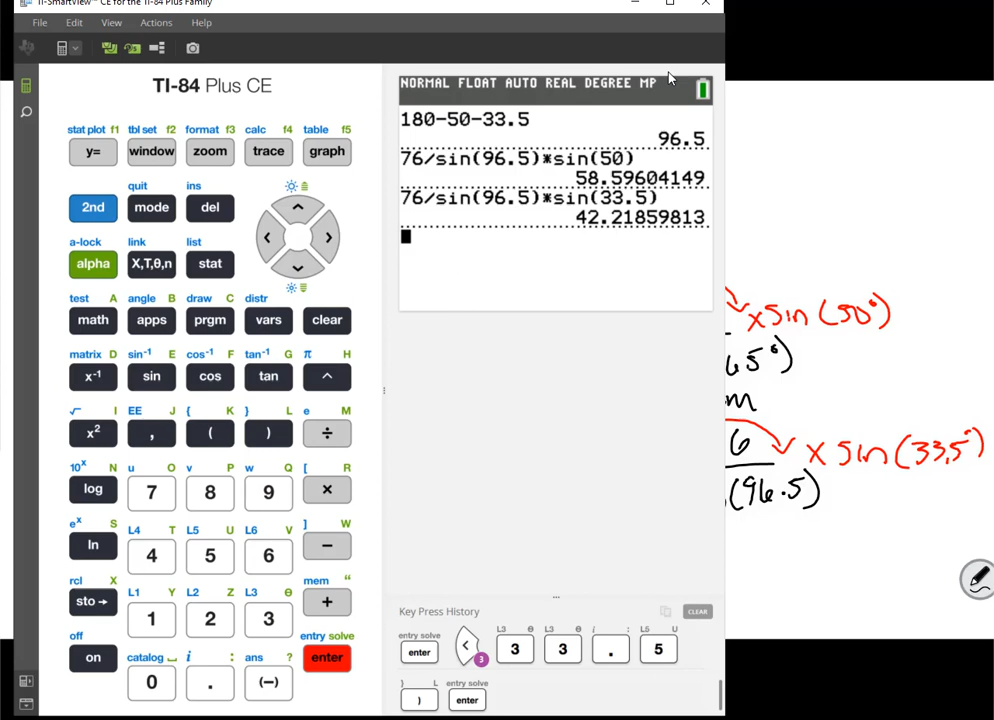 TI-SmartView™ CE for the TI-84 Plus Family
File Edit View Actions Help
TI-84 Plus CE
stat plot f1 tbl set f2 format f3 calc f4 table f5
y= window zoom trace graph
quit ins
2nd mode del
a-lock link list
alpha X,T,θ,n stat
test A angle B draw C distr
math apps prgm vars clear
matrix D sin-1 E cos-1 F tan-1 G π H
x-1 sin cos tan ^
√ I EE J { K } L e M
x2 , ( ) ÷
10x N u O v P w Q [ R
log 7 8 9 ×
ex S L4 T L5 U L6 V ] W
ln 4 5 6 −
rcl X L1 Y L2 Z L3 θ mem “
sto→ 1 2 3 +
off catalog ⎵ i : ans ? entry solve
on 0 . (−) enter
NORMAL FLOAT AUTO REAL DEGREE MP
180-50-33.5
96.5
76/sin(96.5)*sin(50)
58.59604149
76/sin(96.5)*sin(33.5)
42.21859813
Key Press History CLEAR
entry solve L3 θ L3 θ i : L5 U
enter < 3 3 3 . 5
} L entry solve
) enter
x sin (50°)
6.5°)
m
6 x sin (33.5°)
(96.5)